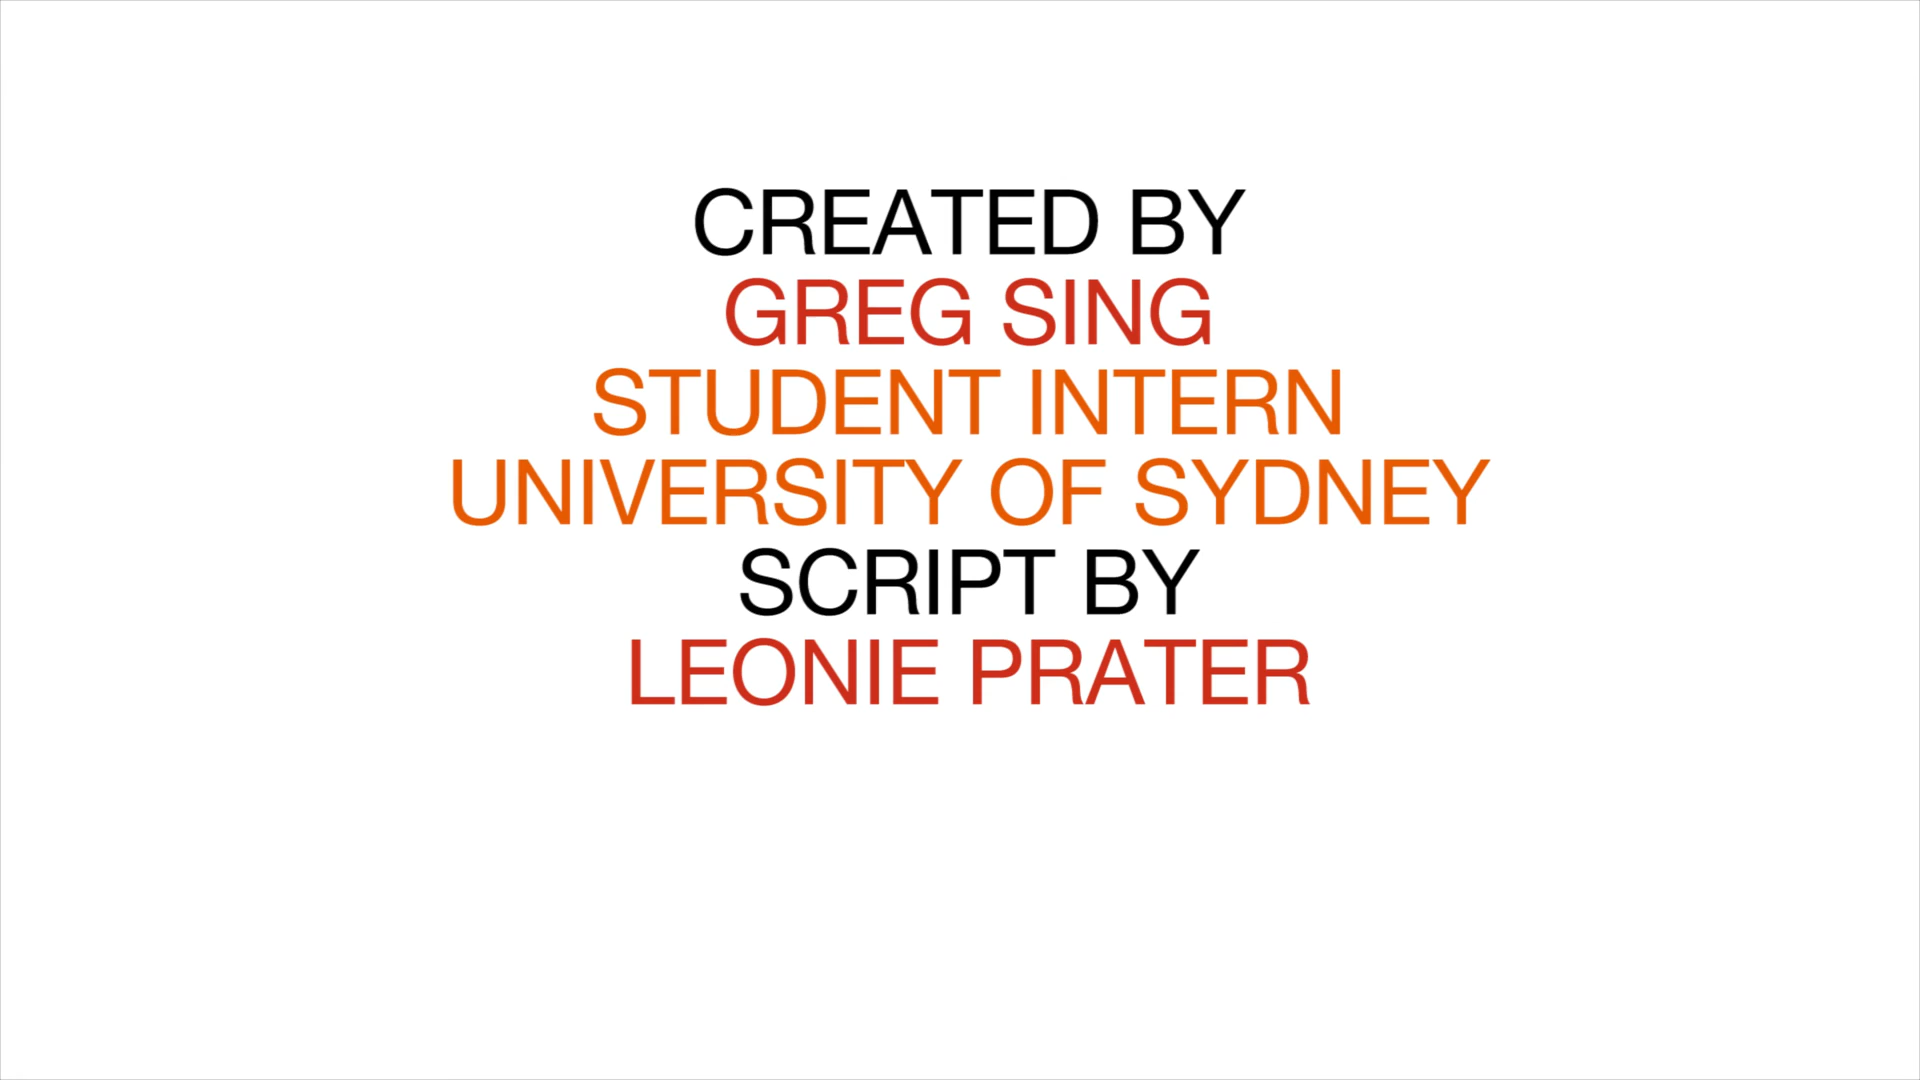 CREATED BY
GREG SING
STUDENT INTERN
UNIVERSITY OF SYDNEY
SCRIPT BY
LEONIE PRATER